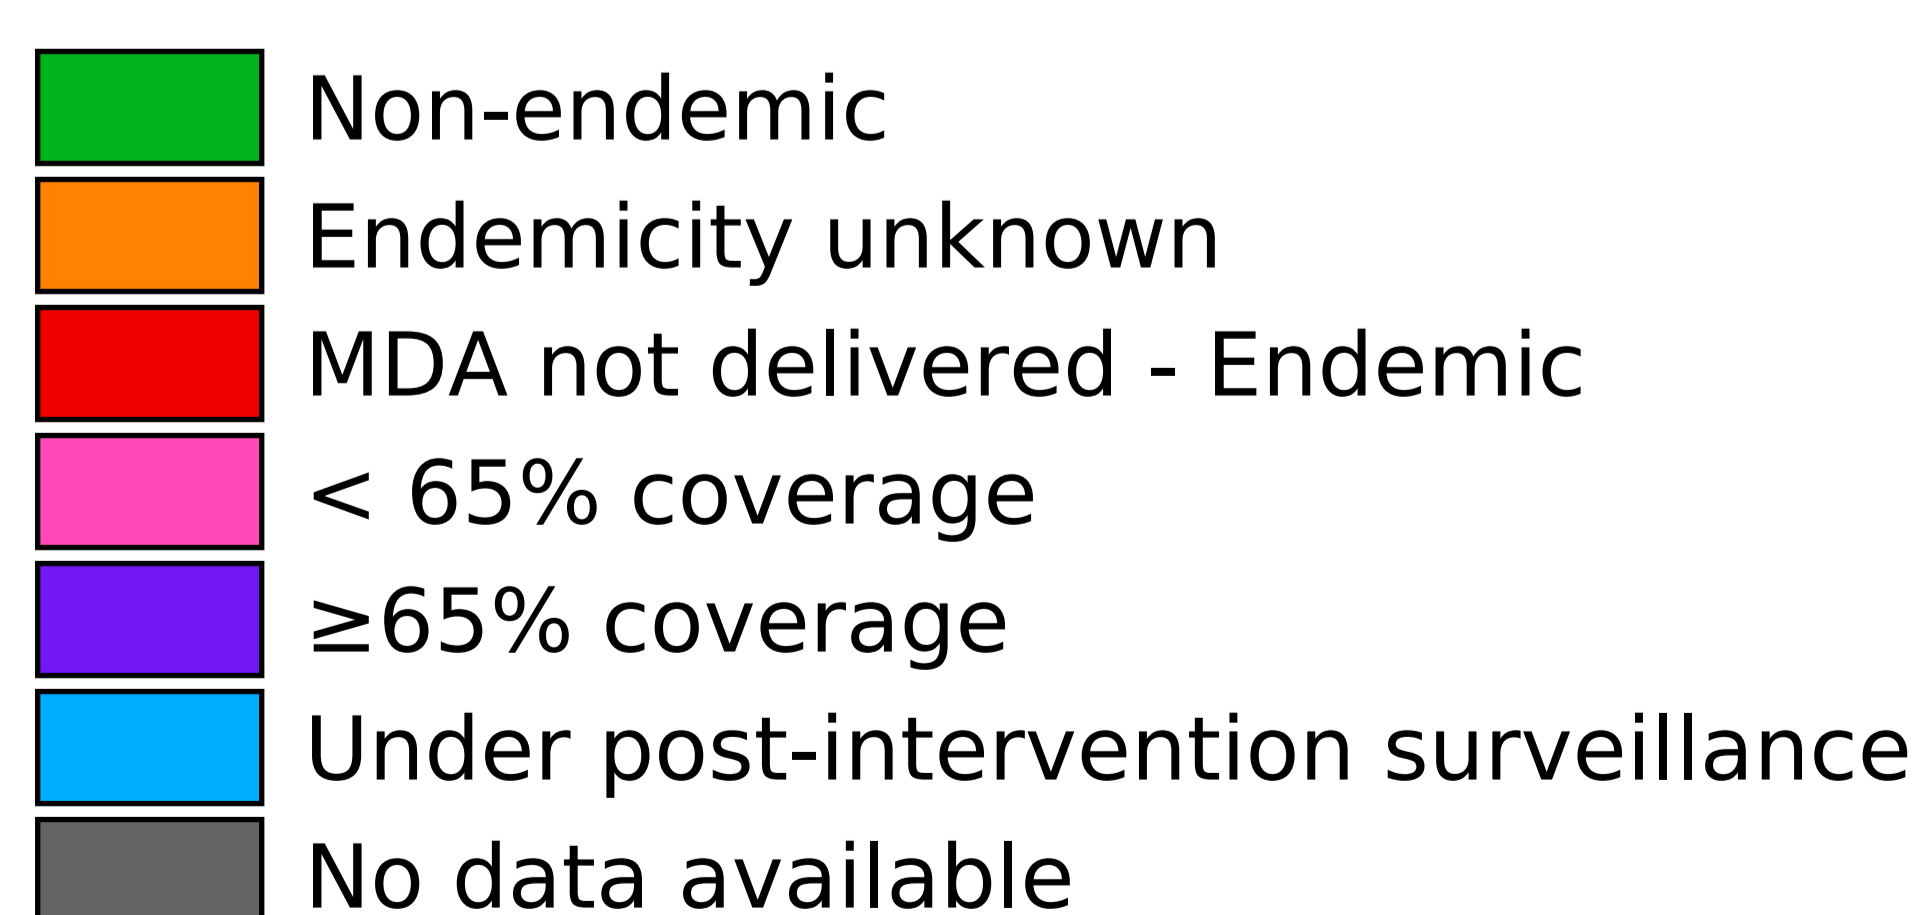 Non-endemic
Endemicity unknown
MDA not delivered - Endemic
< 65% coverage
≥65% coverage
Under post-intervention surveillance
No data available